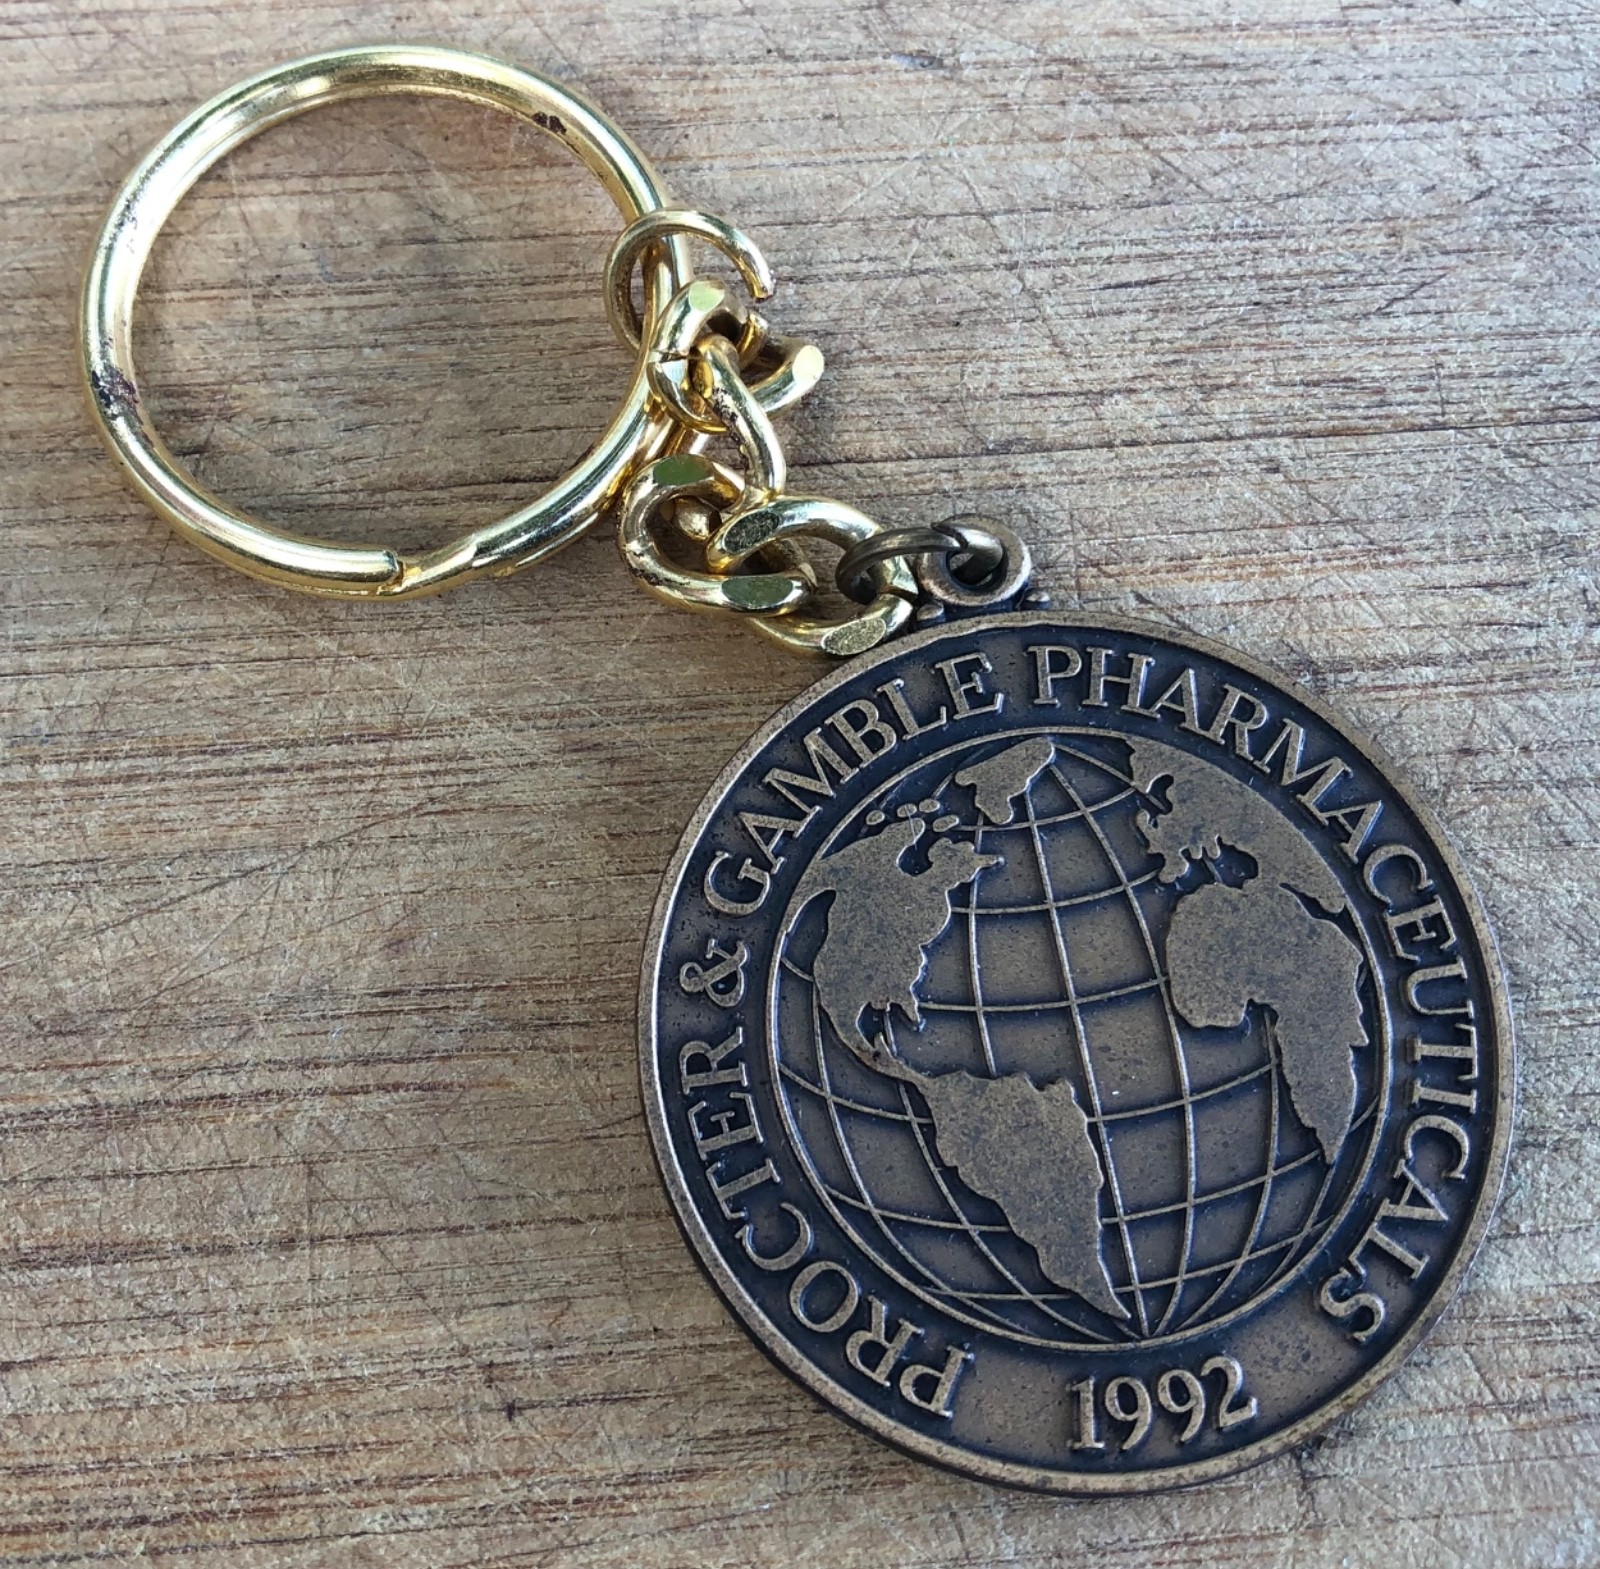 PROCTER & GAMBLE PHARMACEUTICALS
1992